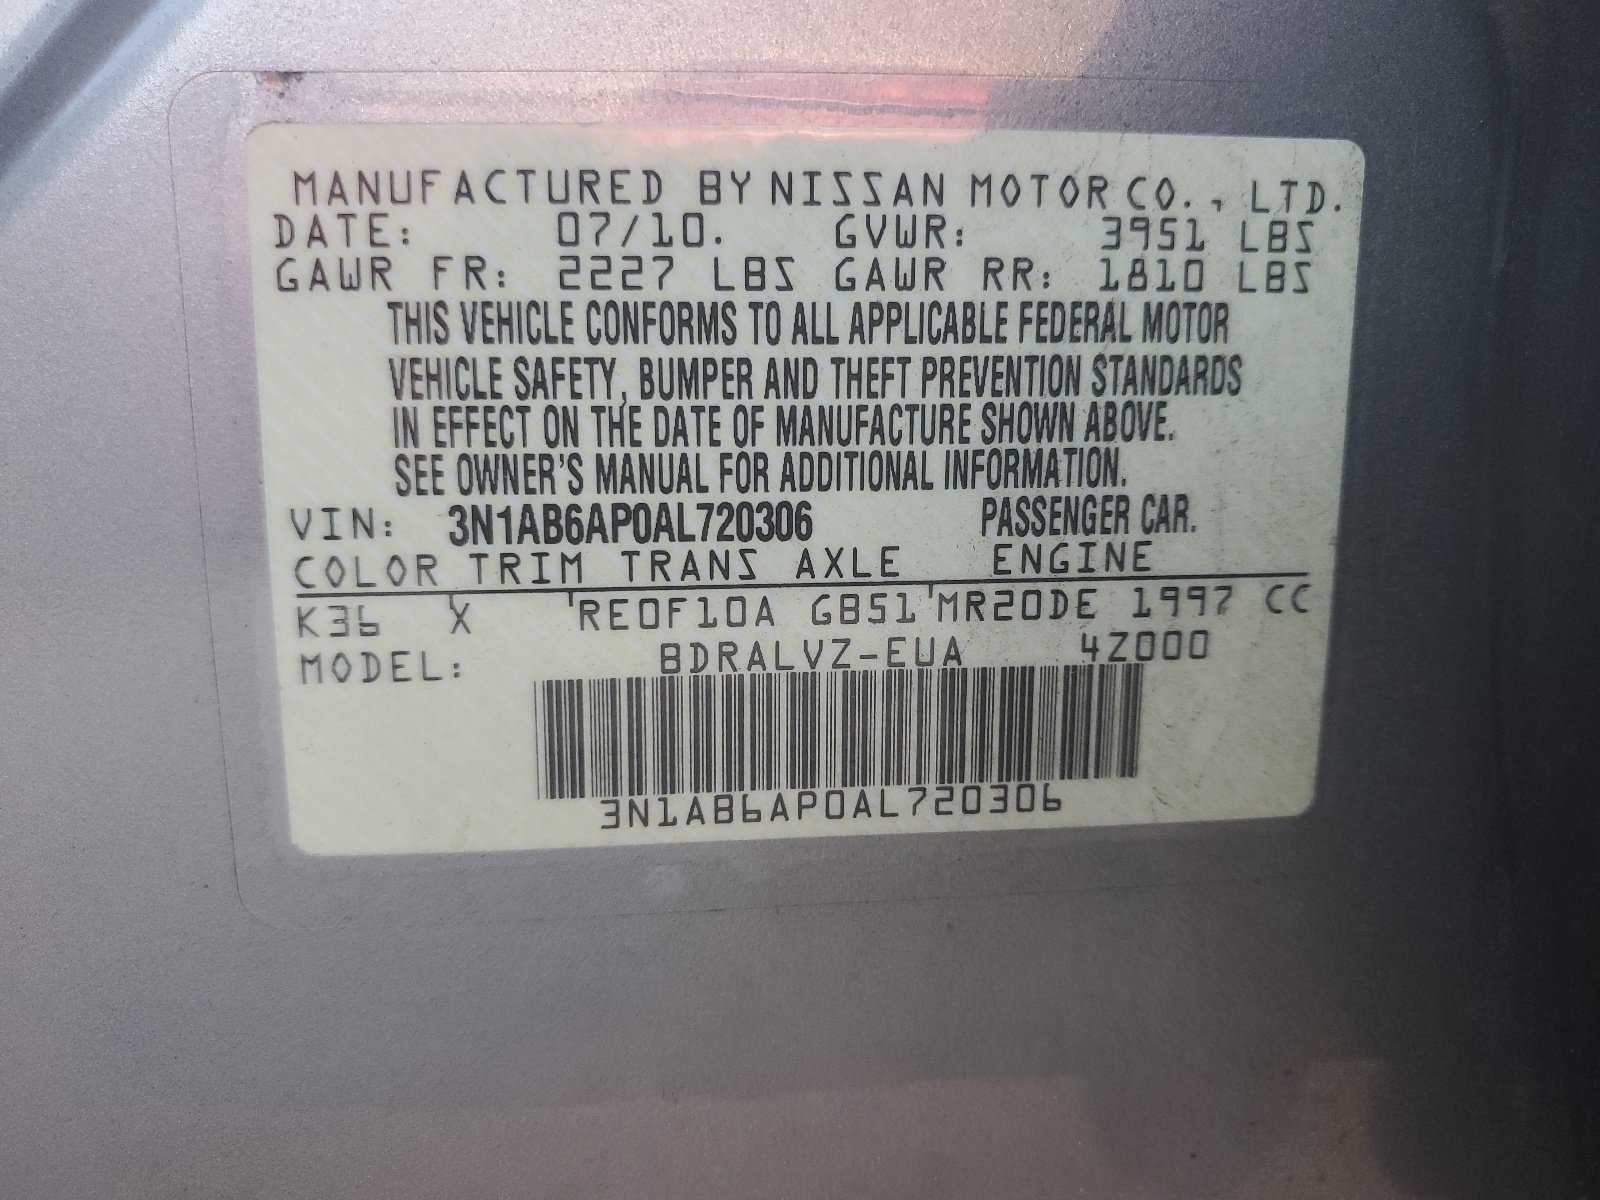 MANUFACTURED BY NISSAN MOTOR CO., LTD.
DATE: 07/10. GVWR: 3951 LBS
GAWR FR: 2227 LBS GAWR RR: 1810 LBS
THIS VEHICLE CONFORMS TO ALL APPLICABLE FEDERAL MOTOR
VEHICLE SAFETY, BUMPER AND THEFT PREVENTION STANDARDS
IN EFFECT ON THE DATE OF MANUFACTURE SHOWN ABOVE.
SEE OWNER'S MANUAL FOR ADDITIONAL INFORMATION.
VIN: 3N1AB6AP0AL720306 PASSENGER CAR.
COLOR TRIM TRANS AXLE ENGINE
K36 X RE0F10A GB51 MR20DE 1997 CC
MODEL: BDRALVZ-EUA 4Z000
3N1AB6AP0AL720306